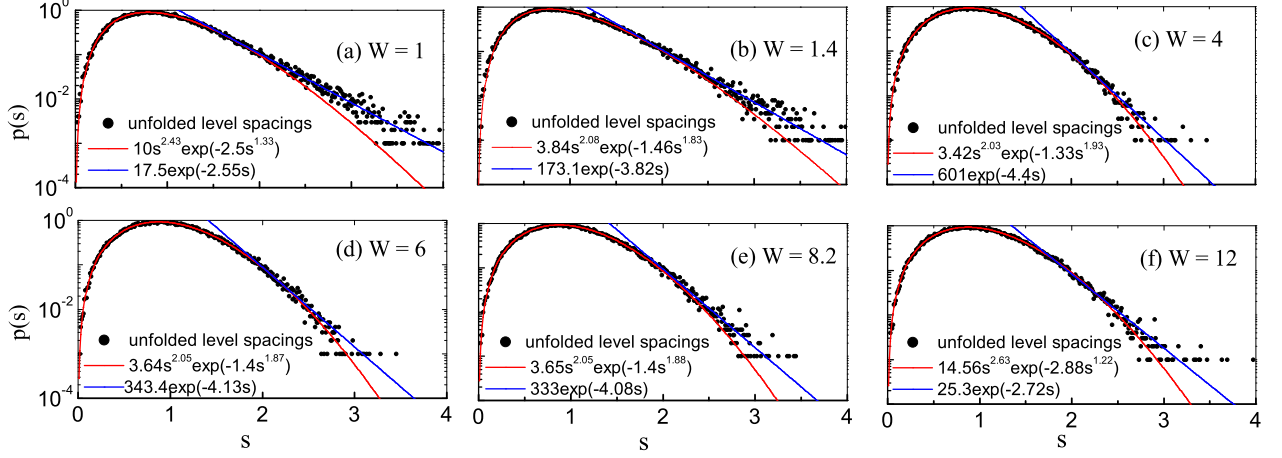 10^0
10^-2
10^-4
p(s)
(a) W = 1
unfolded level spacings
10s^2.43exp(-2.5s^1.33)
17.5exp(-2.55s)
0 1 2 3 4
(b) W = 1.4
unfolded level spacings
3.84s^2.08exp(-1.46s^1.83)
173.1exp(-3.82s)
(c) W = 4
unfolded level spacings
3.42s^2.03exp(-1.33s^1.93)
601exp(-4.4s)
10^0
10^-2
10^-4
p(s)
(d) W = 6
unfolded level spacings
3.64s^2.05exp(-1.4s^1.87)
343.4exp(-4.13s)
0 1 2 3 4
s
(e) W = 8.2
unfolded level spacings
3.65s^2.05exp(-1.4s^1.88)
333exp(-4.08s)
0 1 2 3 4
s
(f) W = 12
unfolded level spacings
14.56s^2.63exp(-2.88s^1.22)
25.3exp(-2.72s)
0 1 2 3 4
s